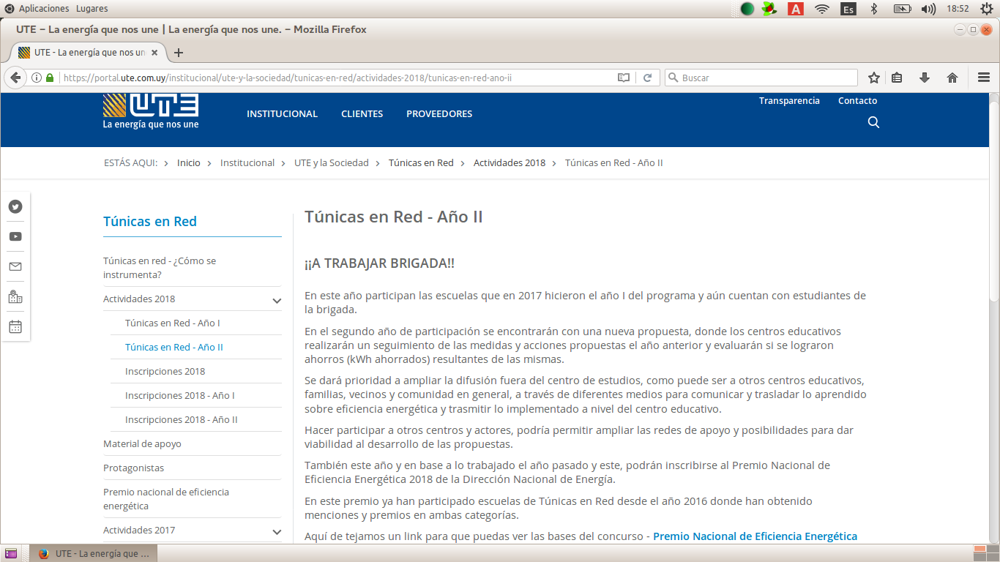 Aplicaciones Lugares
A
Es
18:52
UTE – La energía que nos une | La energía que nos une. – Mozilla Firefox
UTE - La energía que nos un
https://portal.ute.com.uy/institucional/ute-y-la-sociedad/tunicas-en-red/actividades-2018/tunicas-en-red-ano-ii
Buscar
UTE
La energía que nos une
INSTITUCIONAL CLIENTES PROVEEDORES
Transparencia Contacto
ESTÁS AQUI: > Inicio > Institucional > UTE y la Sociedad > Túnicas en Red > Actividades 2018 > Túnicas en Red - Año II
Túnicas en Red
Túnicas en red - ¿Cómo se
instrumenta?
Actividades 2018
Túnicas en Red - Año I
Túnicas en Red - Año II
Inscripciones 2018
Inscripciones 2018 - Año I
Inscripciones 2018 - Año II
Material de apoyo
Protagonistas
Premio nacional de eficiencia
energética
Actividades 2017
Túnicas en Red - Año II
¡¡A TRABAJAR BRIGADA!!
En este año participan las escuelas que en 2017 hicieron el año I del programa y aún cuentan con estudiantes de
la brigada.
En el segundo año de participación se encontrarán con una nueva propuesta, donde los centros educativos
realizarán un seguimiento de las medidas y acciones propuestas el año anterior y evaluarán si se lograron
ahorros (kWh ahorrados) resultantes de las mismas.
Se dará prioridad a ampliar la difusión fuera del centro de estudios, como puede ser a otros centros educativos,
familias, vecinos y comunidad en general, a través de diferentes medios para comunicar y trasladar lo aprendido
sobre eficiencia energética y trasmitir lo implementado a nivel del centro educativo.
Hacer participar a otros centros y actores, podría permitir ampliar las redes de apoyo y posibilidades para dar
viabilidad al desarrollo de las propuestas.
También este año y en base a lo trabajado el año pasado y este, podrán inscribirse al Premio Nacional de
Eficiencia Energética 2018 de la Dirección Nacional de Energía.
En este premio ya han participado escuelas de Túnicas en Red desde el año 2016 donde han obtenido
menciones y premios en ambas categorías.
Aquí de tejamos un link para que puedas ver las bases del concurso - Premio Nacional de Eficiencia Energética
UTE - La energía que ...